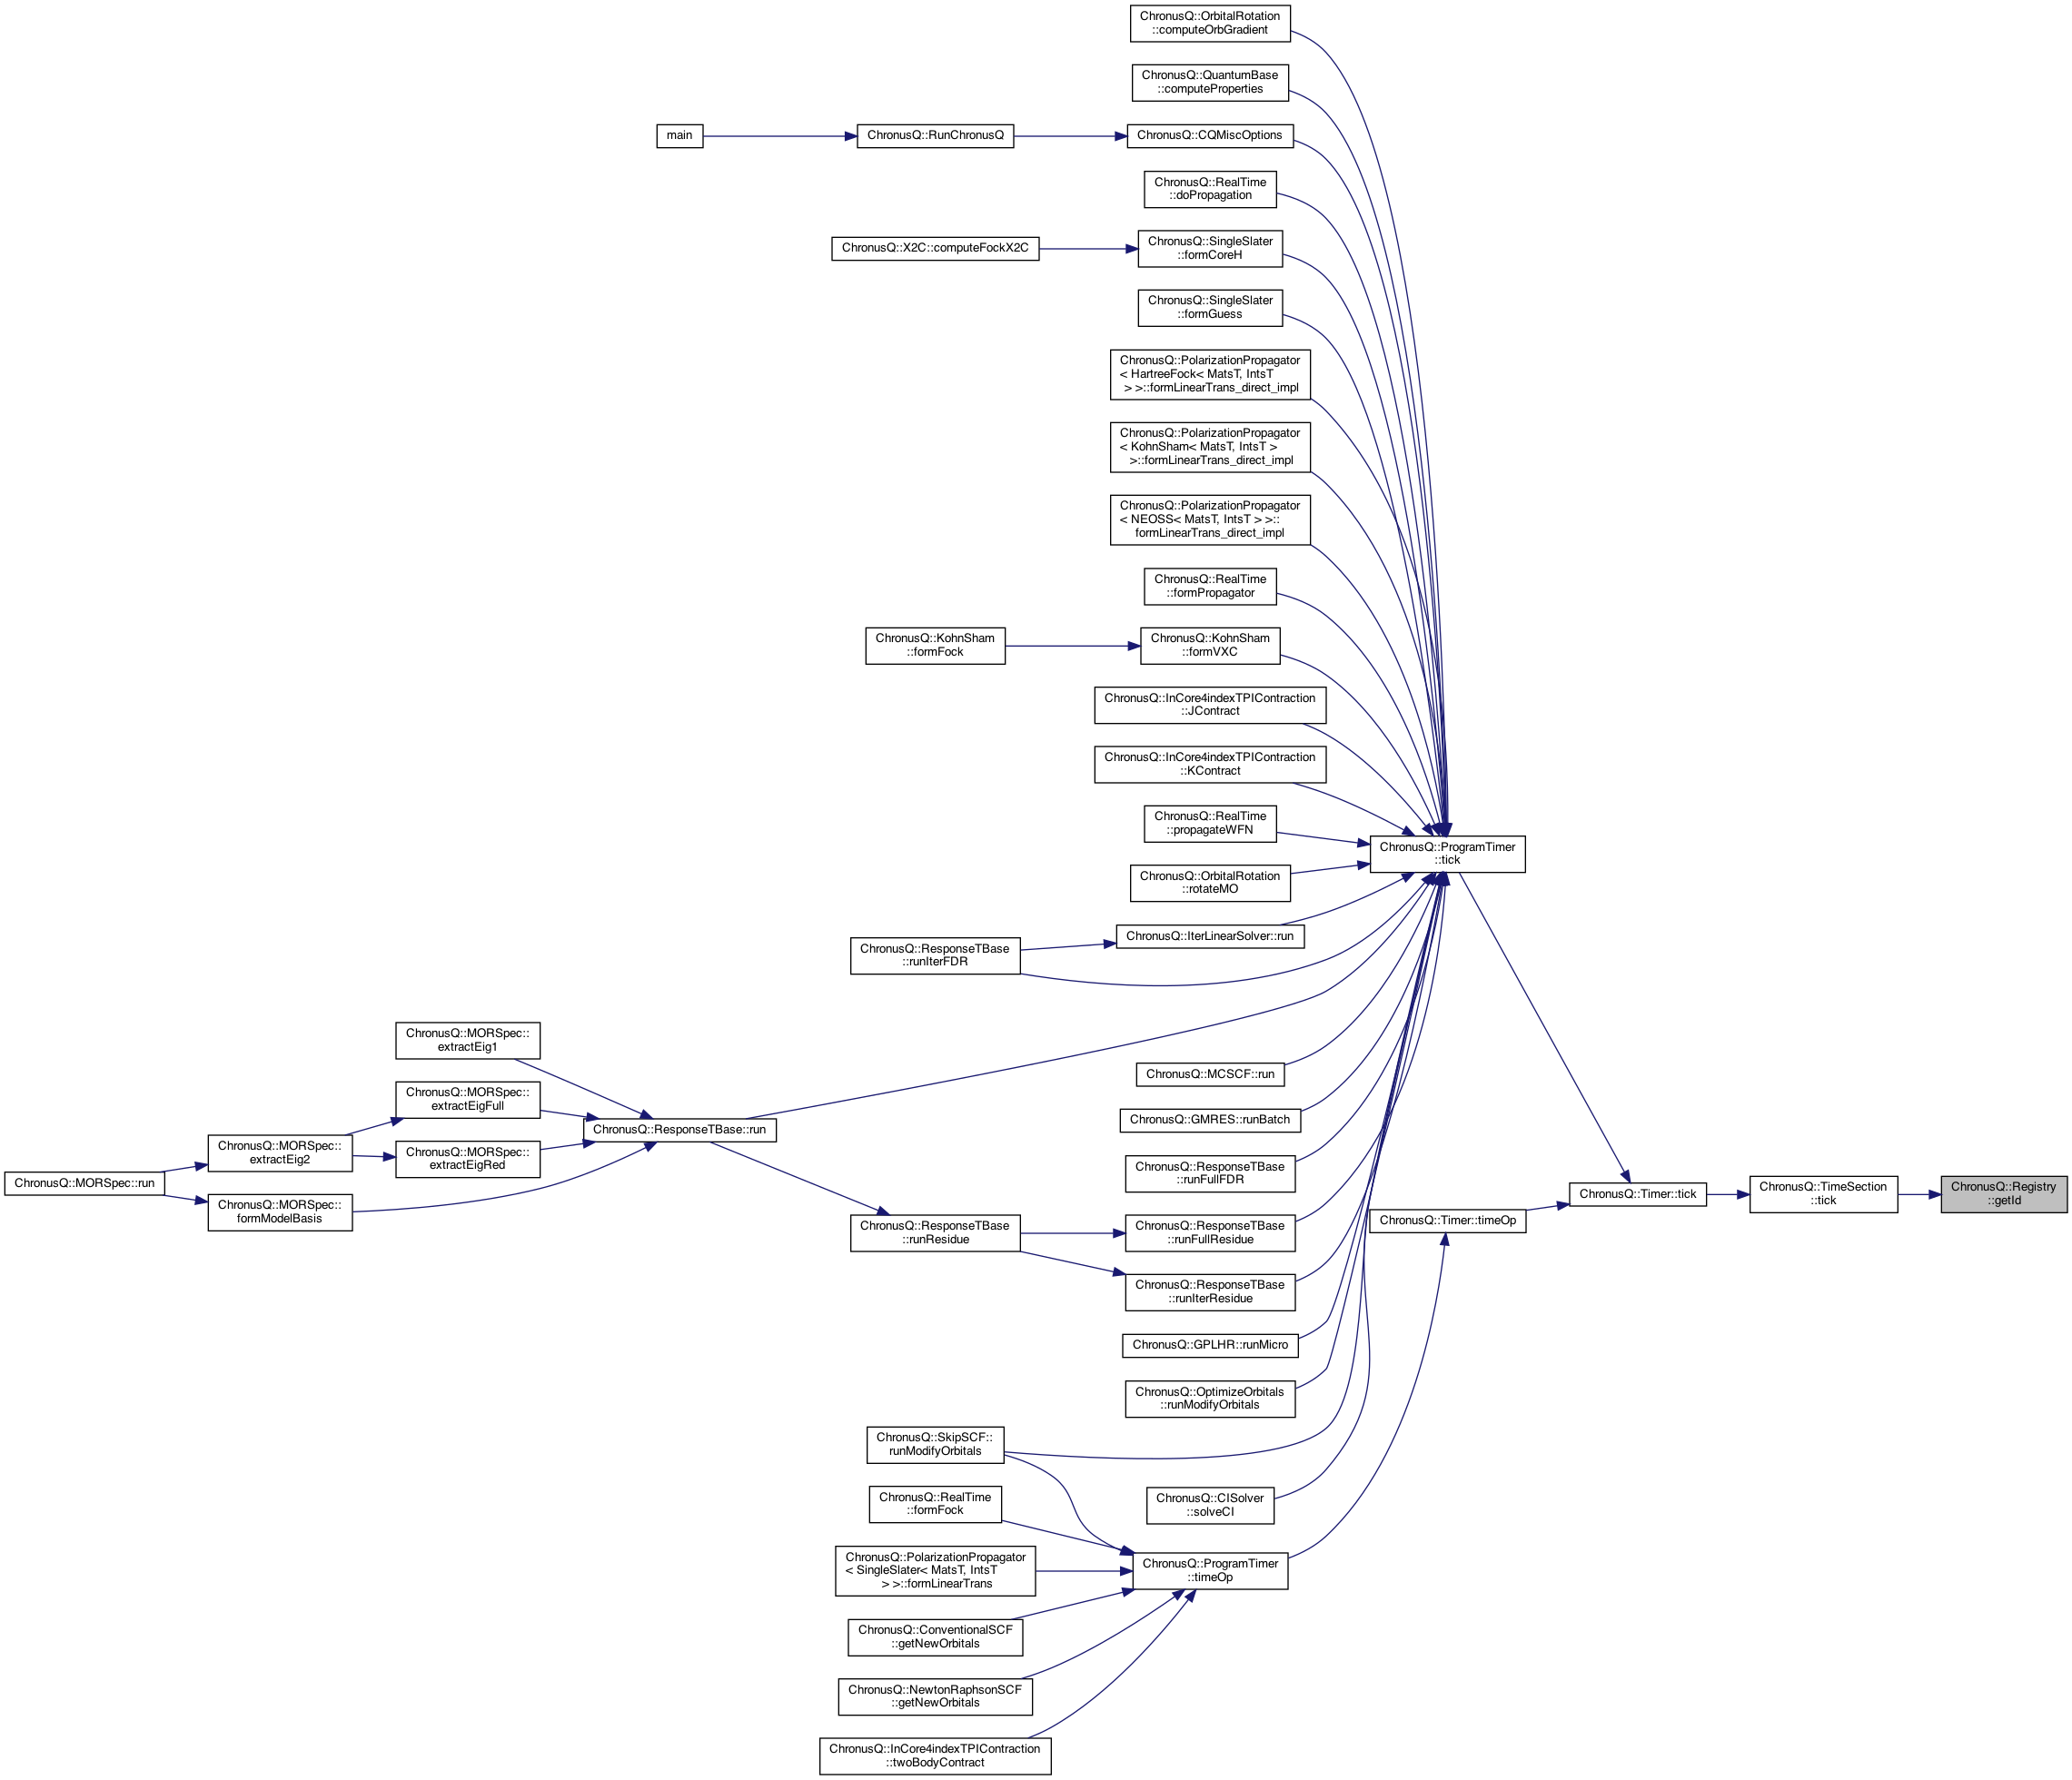 ChronusQ::OrbitalRotation
::computeOrbGradient
ChronusQ::QuantumBase
::computeProperties
main
ChronusQ::RunChronusQ
ChronusQ::CQMiscOptions
ChronusQ::RealTime
::doPropagation
ChronusQ::X2C::computeFockX2C
ChronusQ::SingleSlater
::formCoreH
ChronusQ::SingleSlater
::formGuess
ChronusQ::PolarizationPropagator
< HartreeFock< MatsT, IntsT
> >::formLinearTrans_direct_impl
ChronusQ::PolarizationPropagator
< KohnSham< MatsT, IntsT >
>::formLinearTrans_direct_impl
ChronusQ::PolarizationPropagator
< NEOSS< MatsT, IntsT > >::
formLinearTrans_direct_impl
ChronusQ::RealTime
::formPropagator
ChronusQ::KohnSham
::formFock
ChronusQ::KohnSham
::formVXC
ChronusQ::InCore4indexTPIContraction
::JContract
ChronusQ::InCore4indexTPIContraction
::KContract
ChronusQ::RealTime
::propagateWFN
ChronusQ::ProgramTimer
::tick
ChronusQ::OrbitalRotation
::rotateMO
ChronusQ::IterLinearSolver::run
ChronusQ::ResponseTBase
::runIterFDR
ChronusQ::MORSpec::
extractEig1
ChronusQ::MCSCF::run
ChronusQ::MORSpec::
extractEigFull
ChronusQ::GMRES::runBatch
ChronusQ::ResponseTBase::run
ChronusQ::MORSpec::
extractEig2
ChronusQ::MORSpec::
extractEigRed
ChronusQ::ResponseTBase
::runFullFDR
ChronusQ::MORSpec::run
ChronusQ::MORSpec::
formModelBasis
ChronusQ::Timer::tick
ChronusQ::TimeSection
::tick
ChronusQ::Registry
::getId
ChronusQ::ResponseTBase
::runResidue
ChronusQ::ResponseTBase
::runFullResidue
ChronusQ::Timer::timeOp
ChronusQ::ResponseTBase
::runIterResidue
ChronusQ::GPLHR::runMicro
ChronusQ::OptimizeOrbitals
::runModifyOrbitals
ChronusQ::SkipSCF::
runModifyOrbitals
ChronusQ::RealTime
::formFock
ChronusQ::CISolver
::solveCI
ChronusQ::PolarizationPropagator
< SingleSlater< MatsT, IntsT
> >::formLinearTrans
ChronusQ::ProgramTimer
::timeOp
ChronusQ::ConventionalSCF
::getNewOrbitals
ChronusQ::NewtonRaphsonSCF
::getNewOrbitals
ChronusQ::InCore4indexTPIContraction
::twoBodyContract